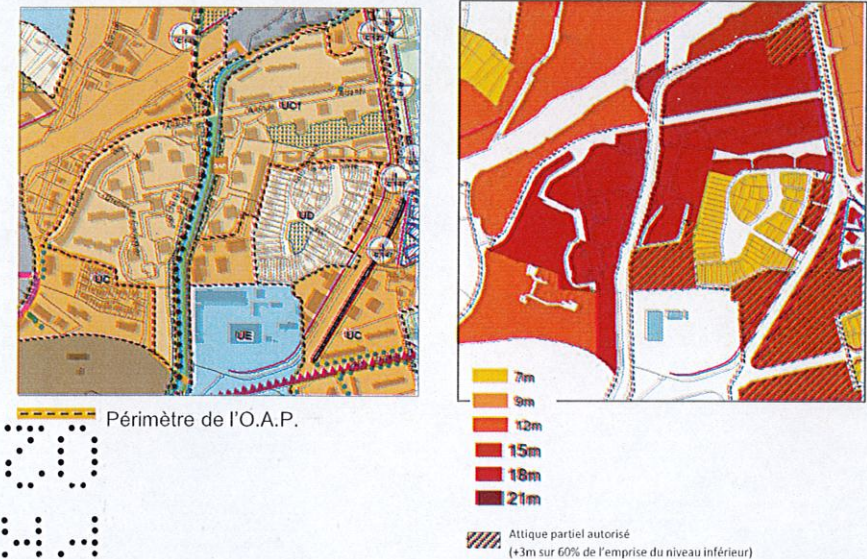 UCf
UD
UC
UE
UC
Périmètre de l'O.A.P.
7m
9m
12m
15m
18m
21m
Attique partiel autorisé
(+3m sur 60% de l'emprise du niveau inférieur)